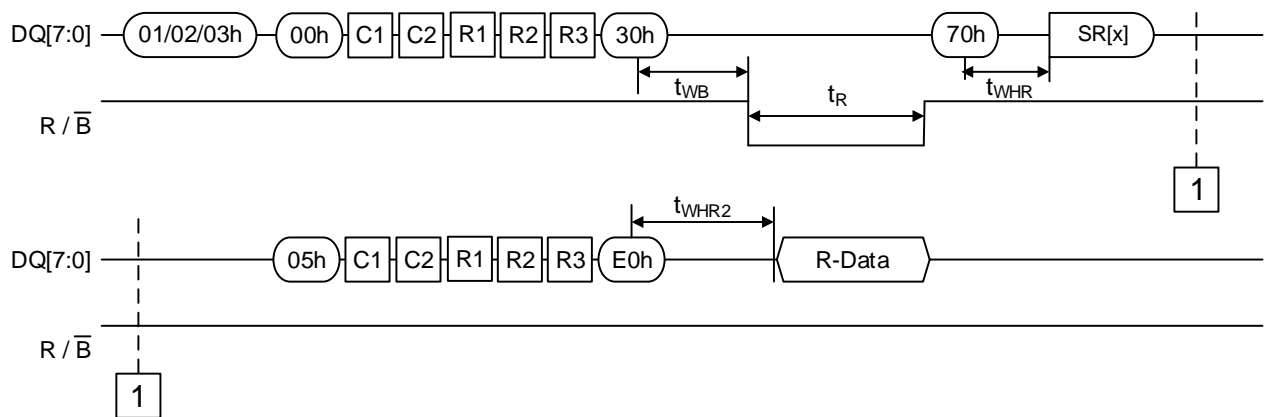 DQ[7:0] 01/02/03h 00h C1 C2 R1 R2 R3 30h 70h SR[x]
tWB tR tWHR
R / B̅
1
tWHR2
DQ[7:0] 05h C1 C2 R1 R2 R3 E0h R-Data
R / B̅
1